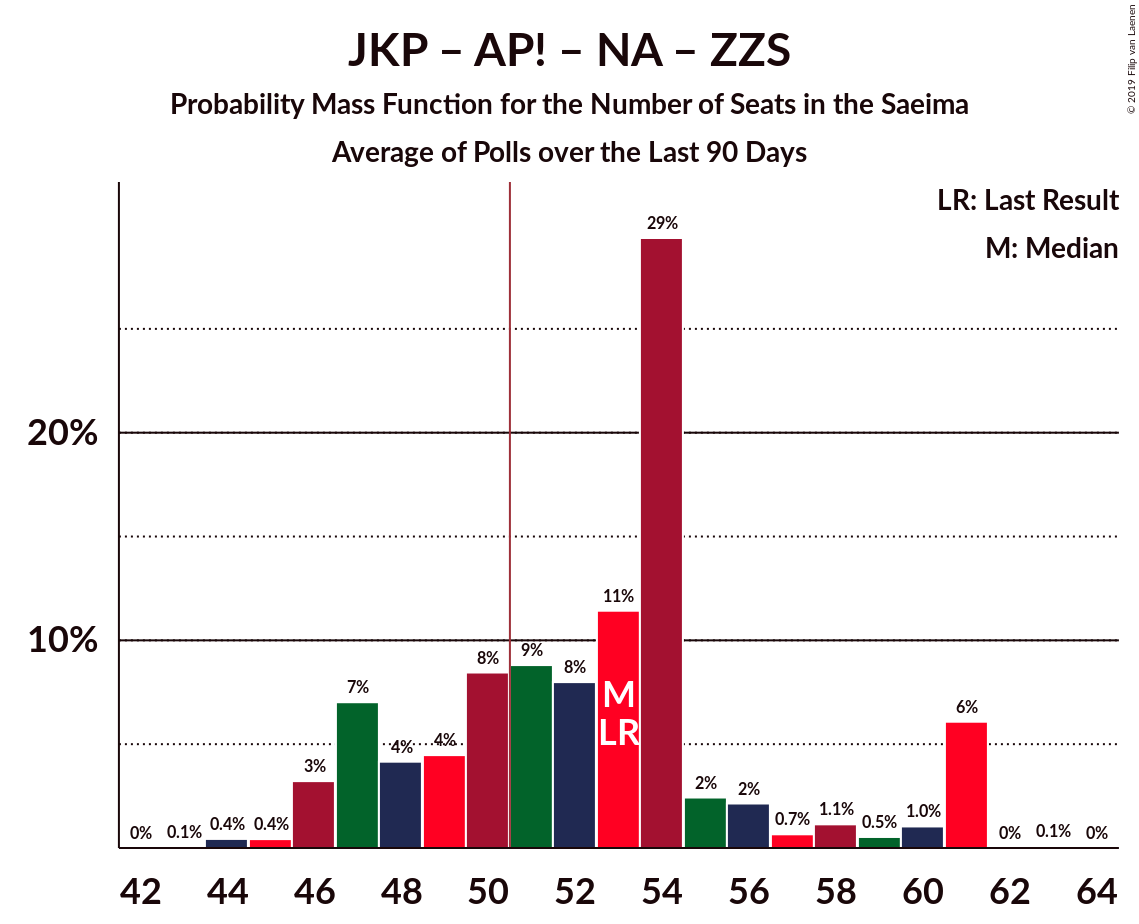 JKP – AP! – NA – ZZS
Probability Mass Function for the Number of Seats in the Saeima
Average of Polls over the Last 90 Days
© 2019 Filip van Laenen
LR: Last Result
M: Median
20%
10%
0% 0.1% 0.4% 0.4% 3% 7% 4% 4% 8% 9% 8% 11% 29% 2% 2% 0.7% 1.1% 0.5% 1.0% 6% 0% 0.1% 0%
M
LR
42 44 46 48 50 52 54 56 58 60 62 64